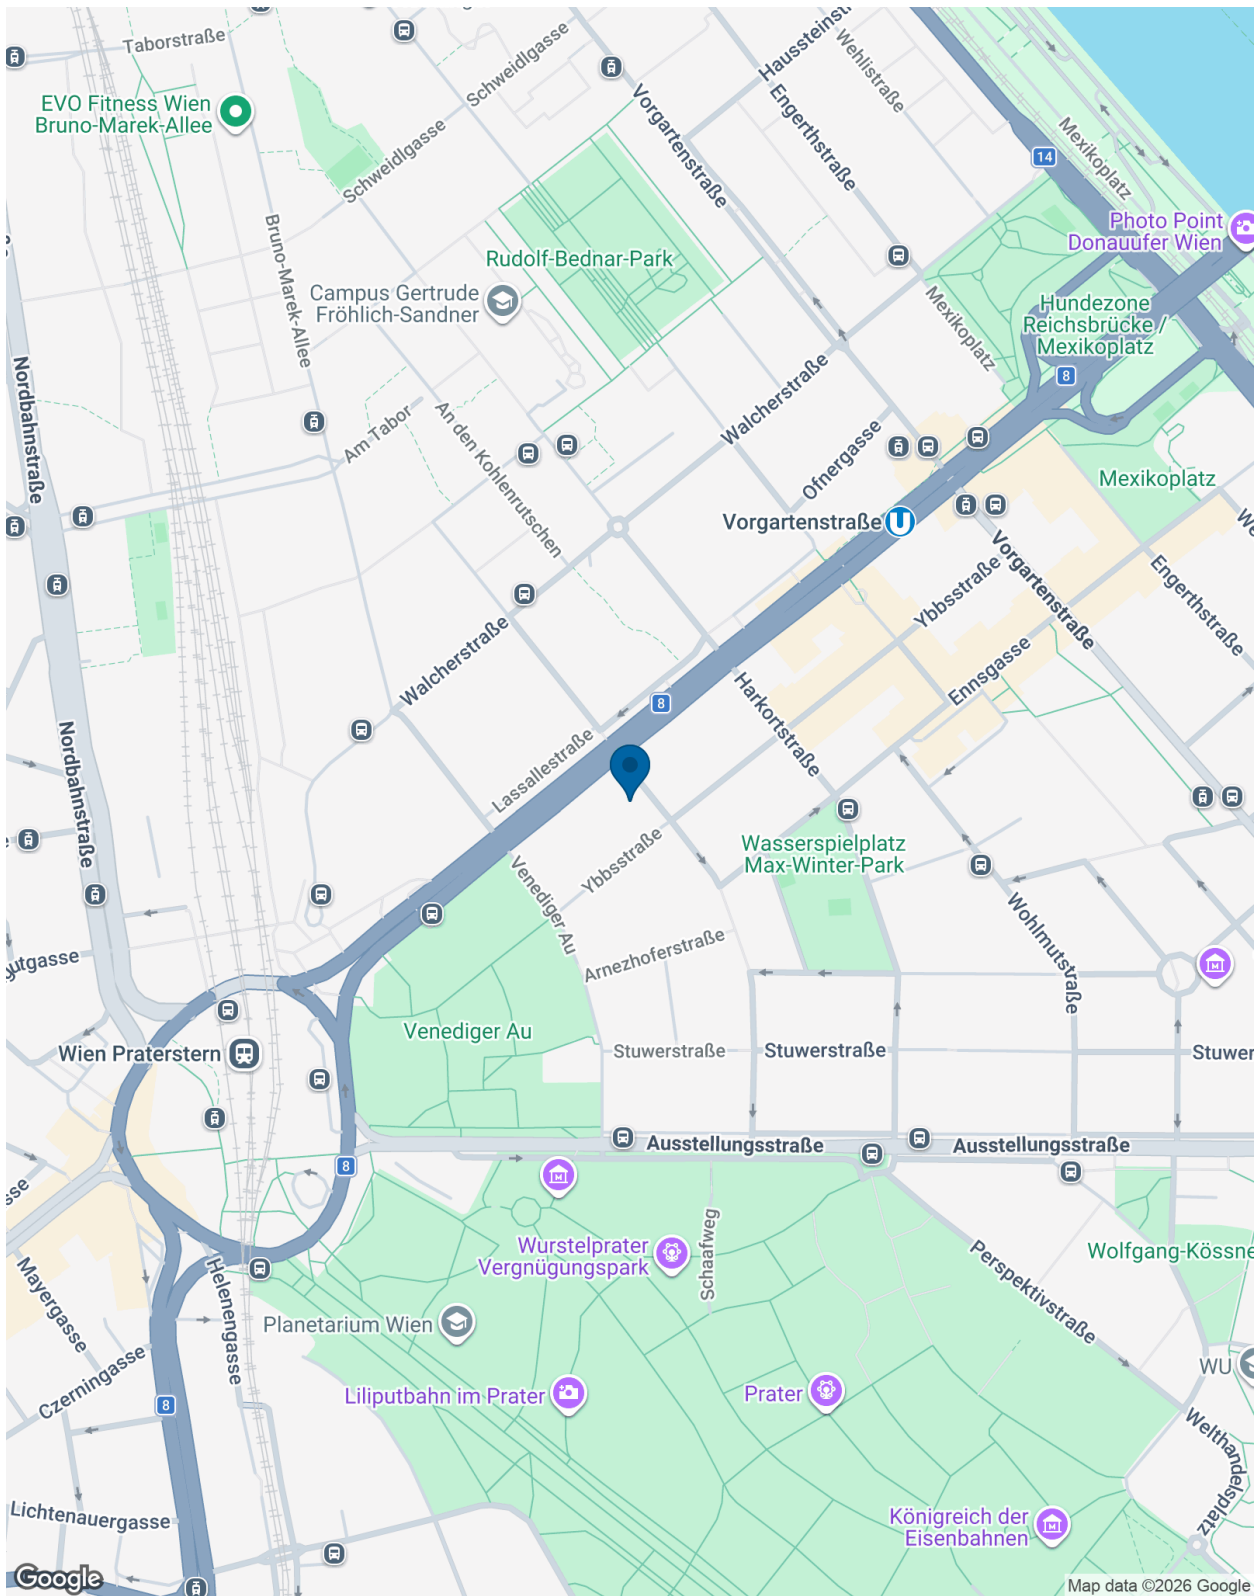 Taborstraße
EVO Fitness Wien
Bruno-Marek-Allee
Schweidlgasse
Schweidlgasse
Haussteinst
Wehlistraße
Vorgartenstraße
Engerthstraße
Mexikoplatz
14
Photo Point
Donauufer Wien
Bruno-Marek-Allee
Rudolf-Bednar-Park
Campus Gertrude
Fröhlich-Sandner
Mexikoplatz
Hundezone
Reichsbrücke /
Mexikoplatz
8
Nordbahnstraße
Walcherstraße
Am Tabor
An den Kohlenrutschen
Ofnergasse
Mexikoplatz
Vorgartenstraße
U
Vorgartenstraße
Ybbsstraße
Engerthstraße
We
Walcherstraße
Ennsgasse
Harkortstraße
8
Lassallestraße
Nordbahnstraße
Ybbsstraße
Wasserspielplatz
Max-Winter-Park
Venediger Au
Wohlmutstraße
Arnezhoferstraße
gutgasse
Venediger Au
Wien Praterstern
Stuwerstraße
Stuwerstraße
Stuwer
Ausstellungsstraße
Ausstellungsstraße
8
sse
Schaafweg
Wurstelprater
Vergnügungspark
Perspektivstraße
Wolfgang-Kössne
Mayergasse
Helenengasse
Planetarium Wien
WU
Czerningasse
Liliputbahn im Prater
Prater
8
Welthandelsplatz
Lichtenauergasse
Königreich der
Eisenbahnen
Google
Map data ©2026 Google